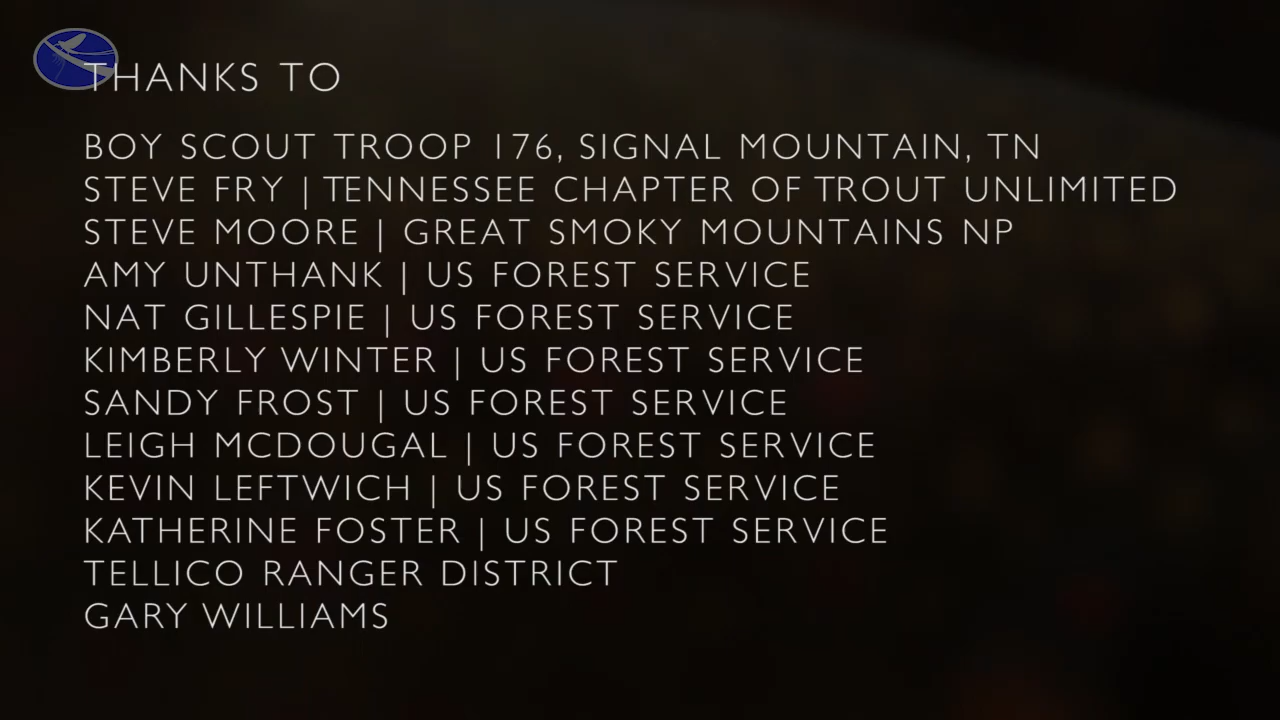 THANKS TO
BOY SCOUT TROOP 176, SIGNAL MOUNTAIN, TN
STEVE FRY | TENNESSEE CHAPTER OF TROUT UNLIMITED
STEVE MOORE | GREAT SMOKY MOUNTAINS NP
AMY UNTHANK | US FOREST SERVICE
NAT GILLESPIE | US FOREST SERVICE
KIMBERLY WINTER | US FOREST SERVICE
SANDY FROST | US FOREST SERVICE
LEIGH MCDOUGAL | US FOREST SERVICE
KEVIN LEFTWICH | US FOREST SERVICE
KATHERINE FOSTER | US FOREST SERVICE
TELLICO RANGER DISTRICT
GARY WILLIAMS